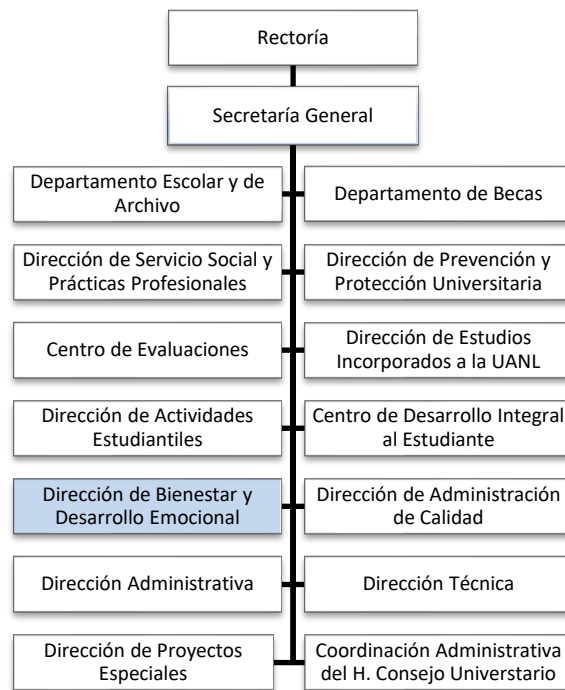 Rectoría
Secretaría General
Departamento Escolar y de
Archivo
Departamento de Becas
Dirección de Servicio Social y
Prácticas Profesionales
Dirección de Prevención y
Protección Universitaria
Centro de Evaluaciones
Dirección de Estudios
Incorporados a la UANL
Dirección de Actividades
Estudiantiles
Centro de Desarrollo Integral
al Estudiante
Dirección de Bienestar y
Desarrollo Emocional
Dirección de Administración
de Calidad
Dirección Administrativa
Dirección Técnica
Dirección de Proyectos
Especiales
Coordinación Administrativa
del H. Consejo Universtario